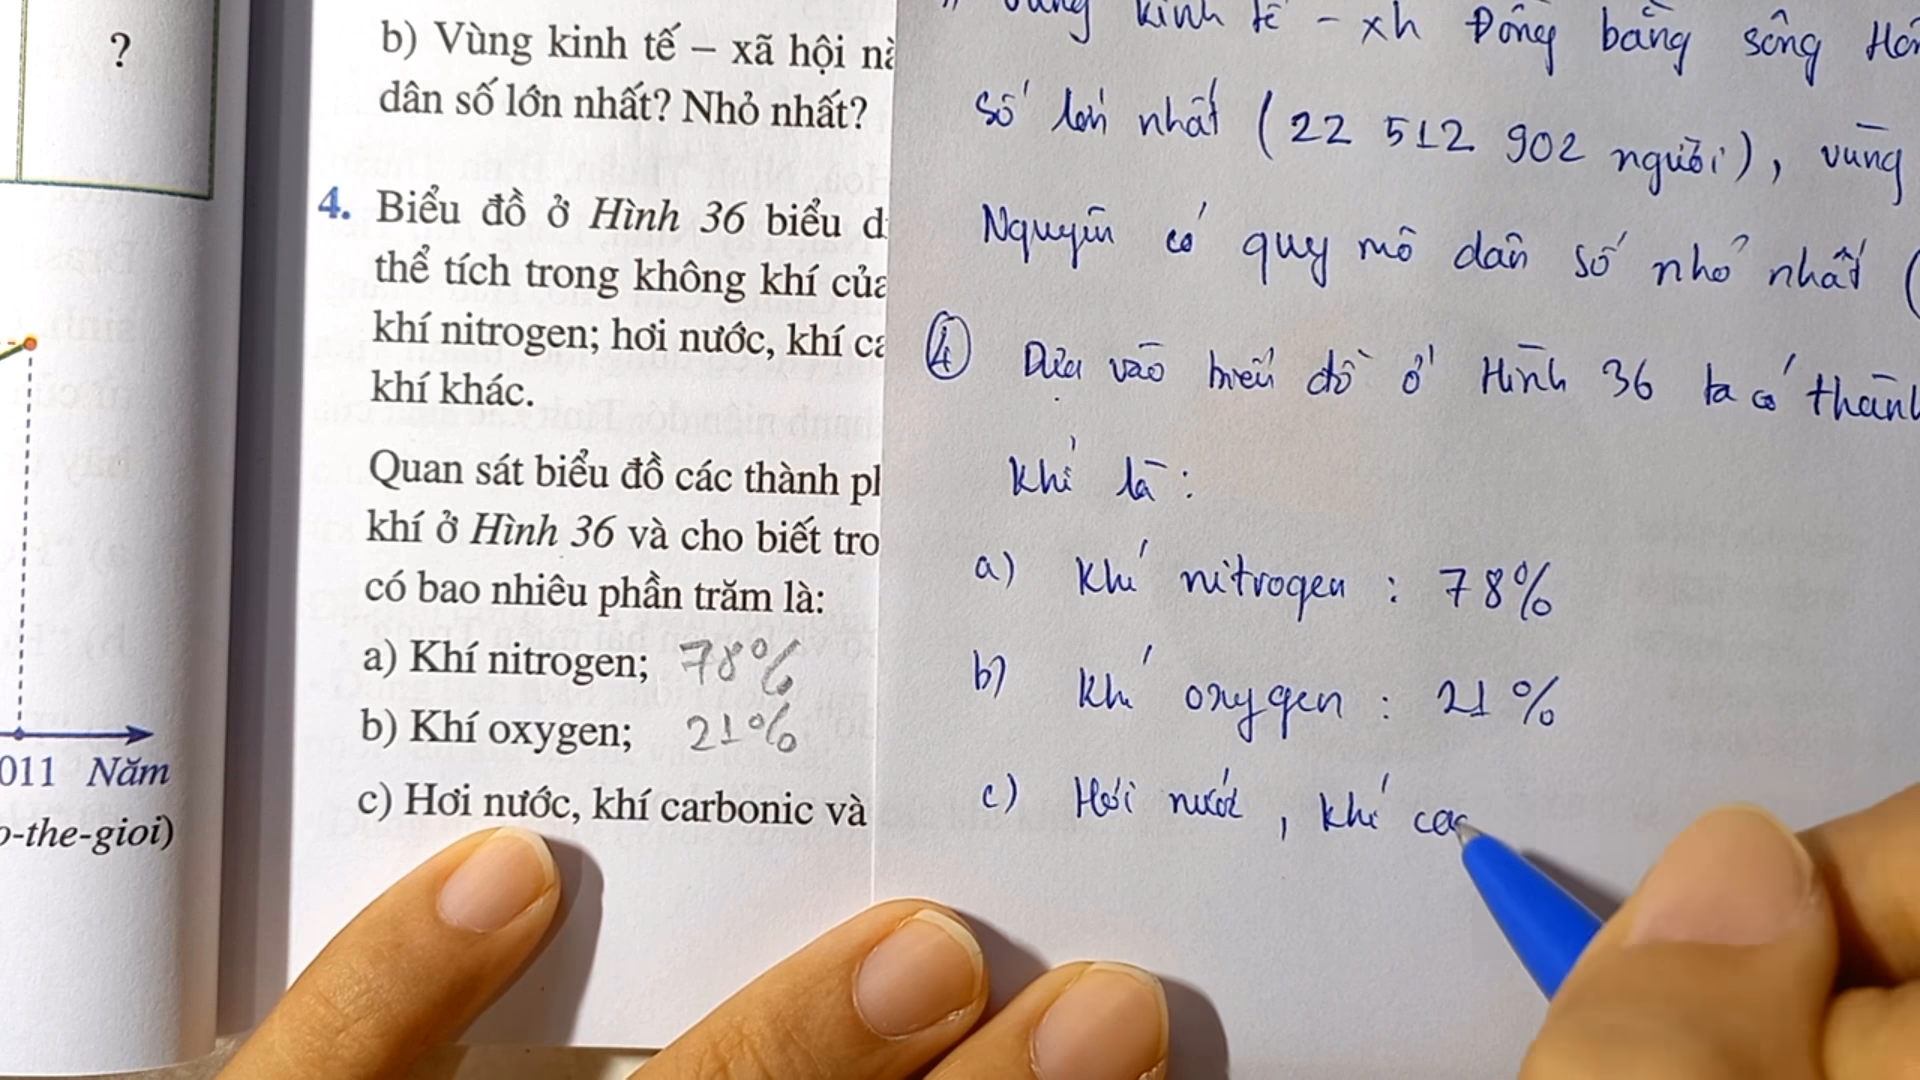 ?
011 Năm
o-the-gioi)
b) Vùng kinh tế – xã hội nà
dân số lớn nhất? Nhỏ nhất?
4. Biểu đồ ở Hình 36 biểu d
thể tích trong không khí của
khí nitrogen; hơi nước, khí ca
khí khác.
Quan sát biểu đồ các thành ph
khí ở Hình 36 và cho biết tro
có bao nhiêu phần trăm là:
a) Khí nitrogen; 78%
b) Khí oxygen; 21%
c) Hơi nước, khí carbonic và
vùng kinh tế - xh Đồng bằng sông Hồn
số lớn nhất (22 512 902 người), vùng
Nguyên có quy mô dân số nhỏ nhất (
4 Dựa vào biểu đồ ở Hình 36 ta có thành
khí là:
a) Khí nitrogen : 78%
b) Khí oxygen : 21%
c) Hơi nước, khí ca